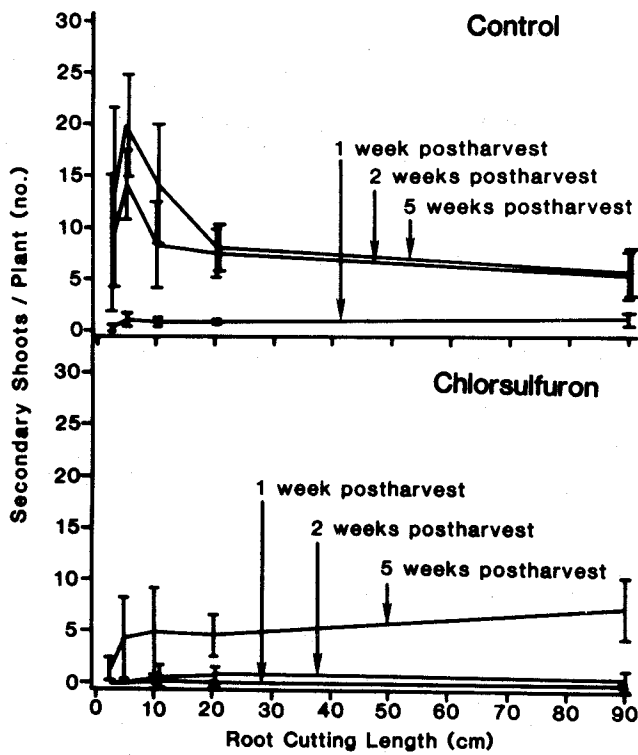 Control
30
25
20
15
10
5
0
1 week postharvest
2 weeks postharvest
5 weeks postharvest
Secondary Shoots / Plant (no.)
Chlorsulfuron
30
25
20
15
10
5
0
1 week postharvest
2 weeks postharvest
5 weeks postharvest
0 10 20 30 40 50 60 70 80 90
Root Cutting Length (cm)